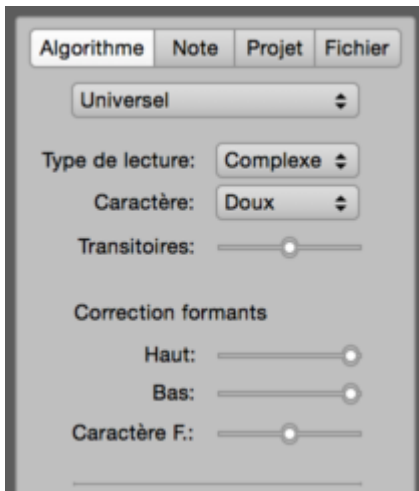 Algorithme Note Projet Fichier
Universel
Type de lecture: Complexe
Caractère: Doux
Transitoires:
Correction formants
Haut:
Bas:
Caractère F.: